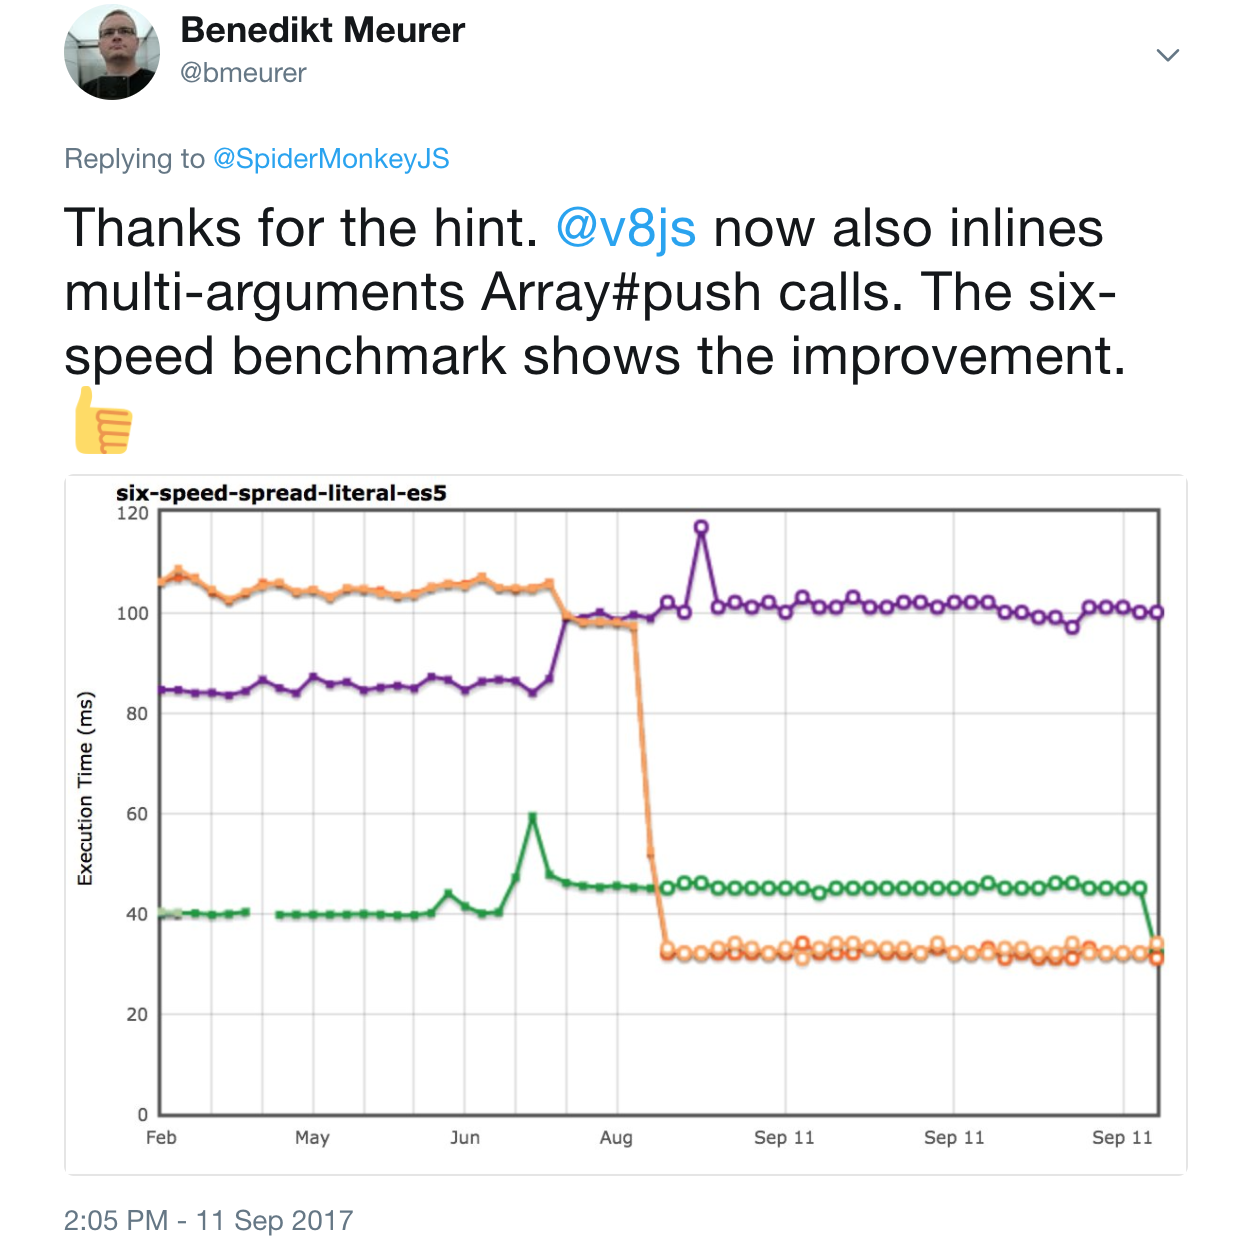 Benedikt Meurer
@bmeurer
Replying to @SpiderMonkeyJS
Thanks for the hint. @v8js now also inlines
multi-arguments Array#push calls. The six-
speed benchmark shows the improvement.
👍
six-speed-spread-literal-es5
120
100
80
60
40
20
0
Execution Time (ms)
Feb May Jun Aug Sep 11 Sep 11 Sep 11
2:05 PM - 11 Sep 2017